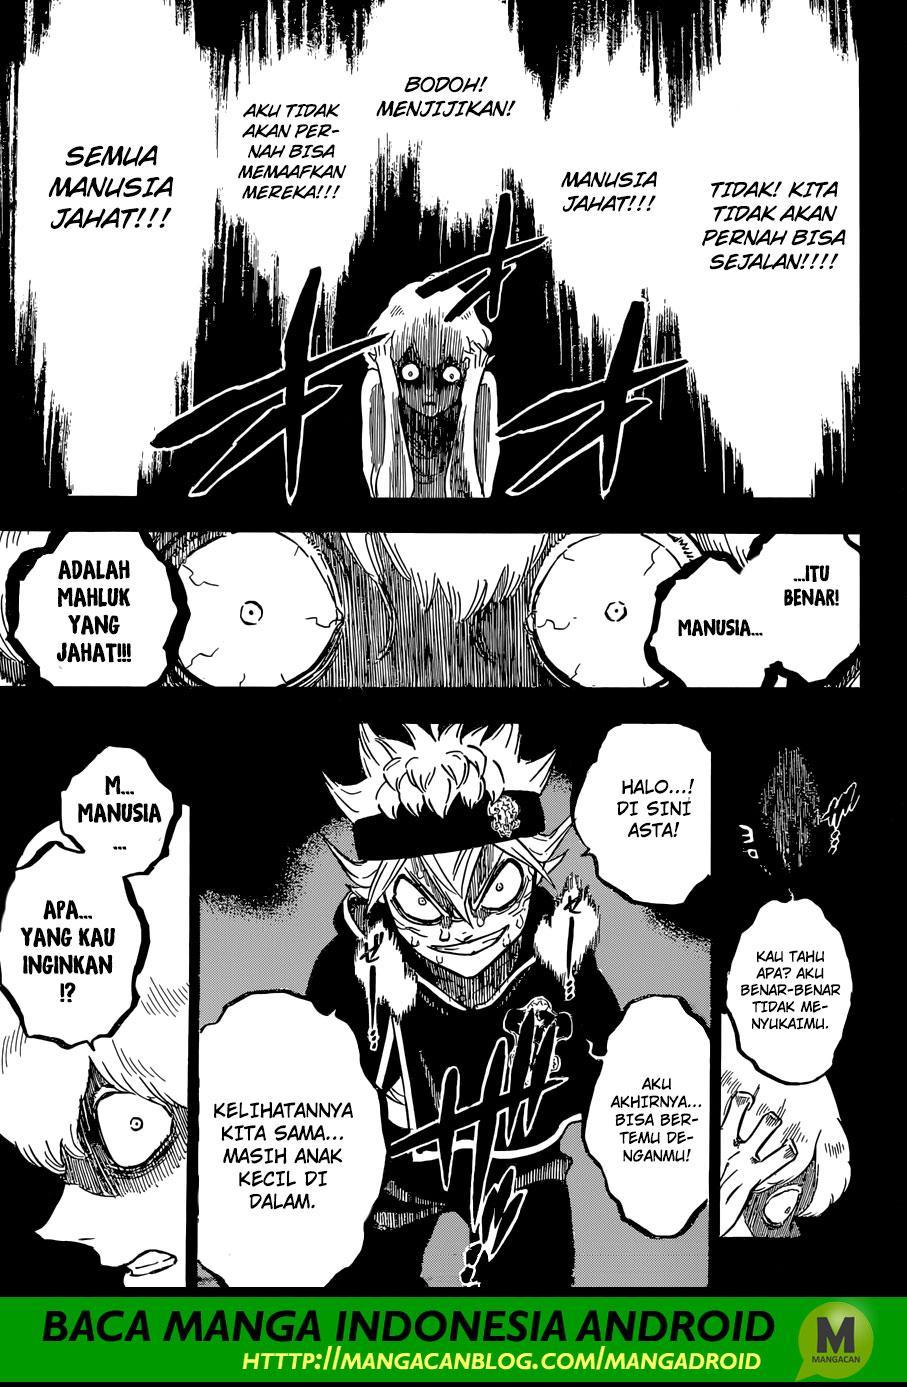 TIDAK! KITA
TIDAK AKAN
PERNAH BISA
SEJALAN!!!!
MANUSIA
JAHAT!!!
BODOH!
MENJIJIKAN!
AKU TIDAK
AKAN PER-
NAH BISA
MEMAAFKAN
MEREKA!!!
SEMUA
MANUSIA
JAHAT!!!
...ITU
BENAR!
MANUSIA...
ADALAH
MAHLUK
YANG
JAHAT!!!
KAU TAHU
APA? AKU
BENAR-BENAR
TIDAK ME-
NYUKAIMU.
HALO...!
DI SINI
ASTA!
AKU
AKHIRNYA...
BISA BER-
TEMU DE-
NGANMU!
KELIHATANNYA
KITA SAMA...
MASIH ANAK
KECIL DI
DALAM.
M...
MANUSIA
...
APA...
YANG KAU
INGINKAN
!?
BACA MANGA INDONESIA ANDROID
HTTTP://MANGACANBLOG.COM/MANGADROID
M
MANGACAN